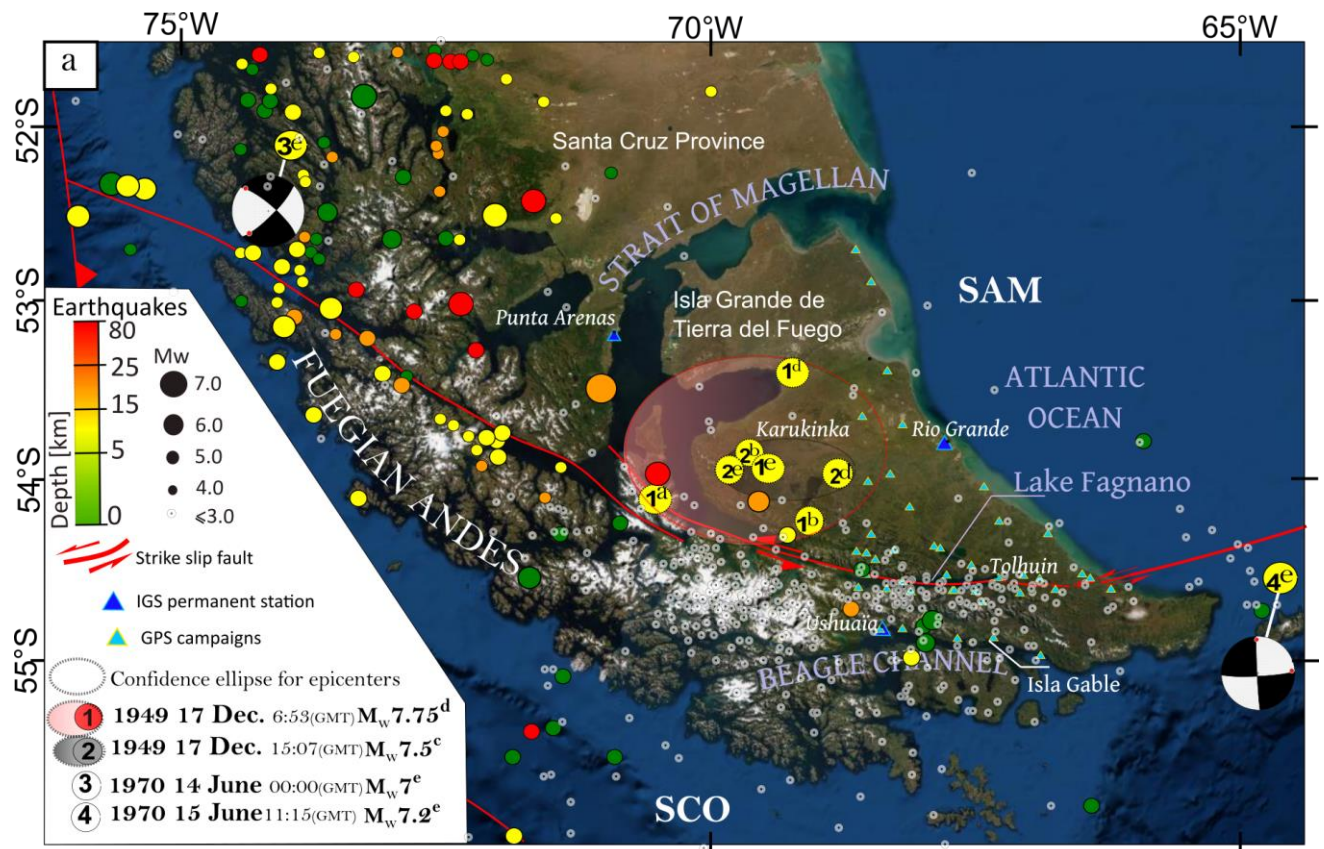 75°W 70°W 65°W
a
52°S
53°S
54°S
55°S
3e
Santa Cruz Province
STRAIT OF MAGELLAN
SAM
Isla Grande de
Tierra del Fuego
Punta Arenas
ATLANTIC
OCEAN
1d
Karukinka
Rio Grande
2b
2e 1e 2d
1a
1b
Lake Fagnano
FUEGIAN ANDES
Tolhuin
4e
Ushuaia
BEAGLE CHANNEL
Isla Gable
SCO
Earthquakes
80
25
15
5
0
Depth [km]
Mw
7.0
6.0
5.0
4.0
⩽3.0
Strike slip fault
IGS permanent station
GPS campaigns
Confidence ellipse for epicenters
1 1949 17 Dec. 6:53(GMT) Mw7.75d
2 1949 17 Dec. 15:07(GMT) Mw7.5c
3 1970 14 June 00:00(GMT) Mw7e
4 1970 15 June 11:15(GMT) Mw7.2e